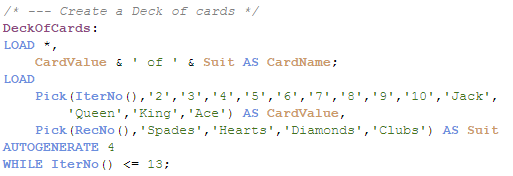 /* --- Create a Deck of cards */
DeckOfCards:
LOAD *,
CardValue & ' of ' & Suit AS CardName;
LOAD
Pick(IterNo(),'2','3','4','5','6','7','8','9','10','Jack',
'Queen','King','Ace') AS CardValue,
Pick(RecNo(),'Spades','Hearts','Diamonds','Clubs') AS Suit
AUTOGENERATE 4
WHILE IterNo() <= 13;